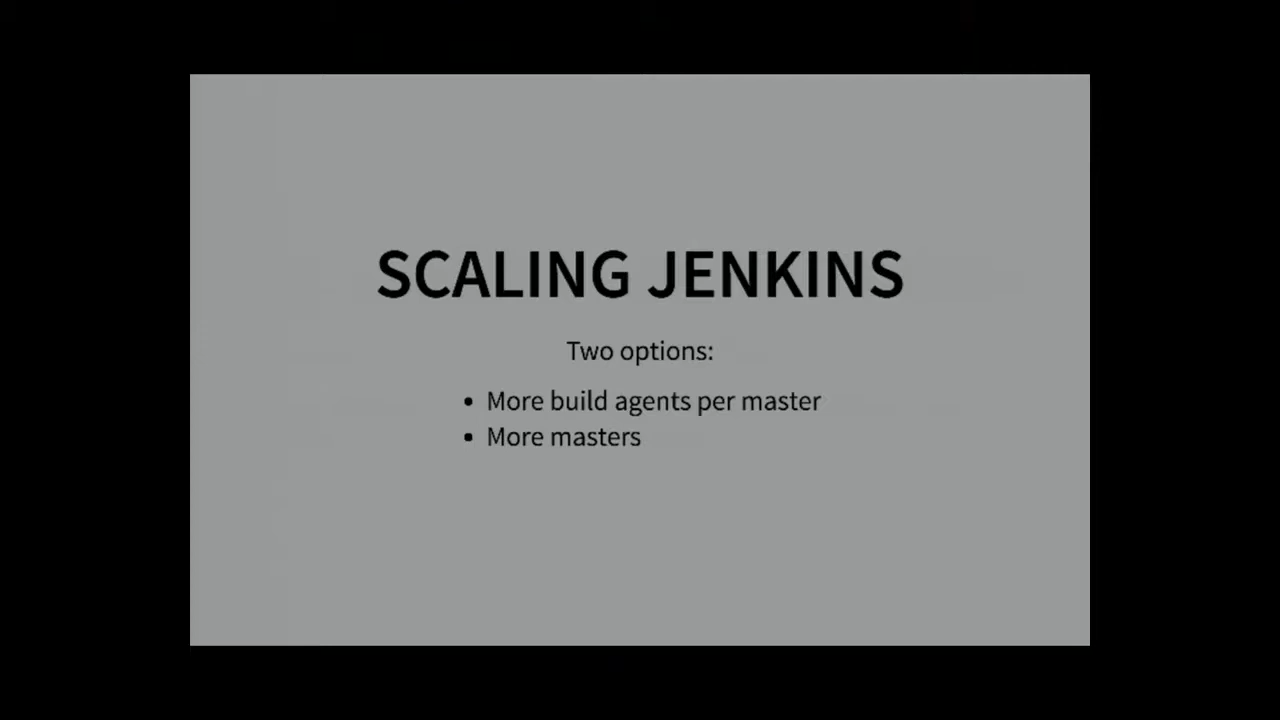 SCALING JENKINS
Two options:
• More build agents per master
• More masters